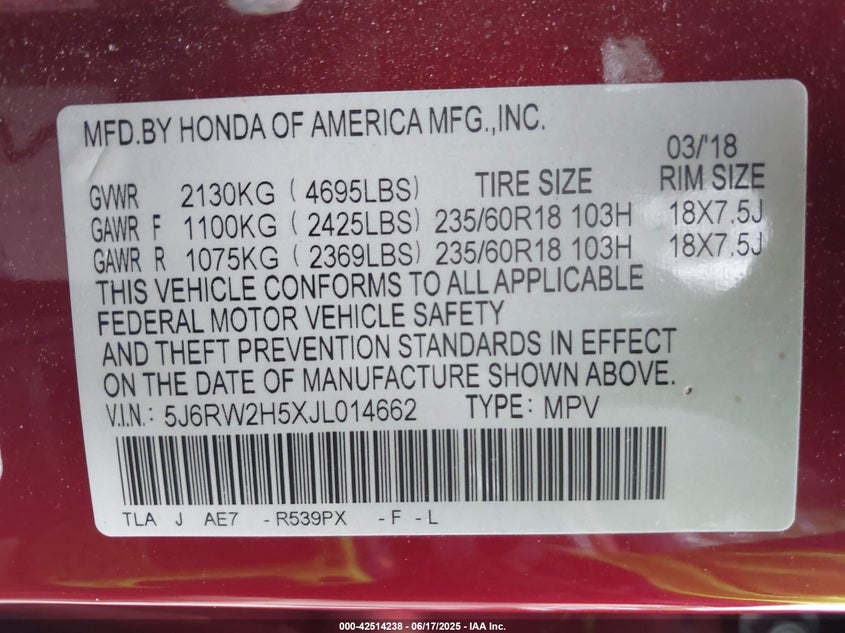 MFD.BY HONDA OF AMERICA MFG.,INC.
03/'18
GVWR 2130KG ( 4695LBS) TIRE SIZE RIM SIZE
GAWR F 1100KG ( 2425LBS) 235/60R18 103H 18X7.5J
GAWR R 1075KG ( 2369LBS) 235/60R18 103H 18X7.5J
THIS VEHICLE CONFORMS TO ALL APPLICABLE
FEDERAL MOTOR VEHICLE SAFETY
AND THEFT PREVENTION STANDARDS IN EFFECT
ON THE DATE OF MANUFACTURE SHOWN ABOVE.
V.I.N.: 5J6RW2H5XJL014662 TYPE: MPV
TLA J AE7 -R539PX -F -L
000-42514238 - 06/17/2025 - IAA Inc.